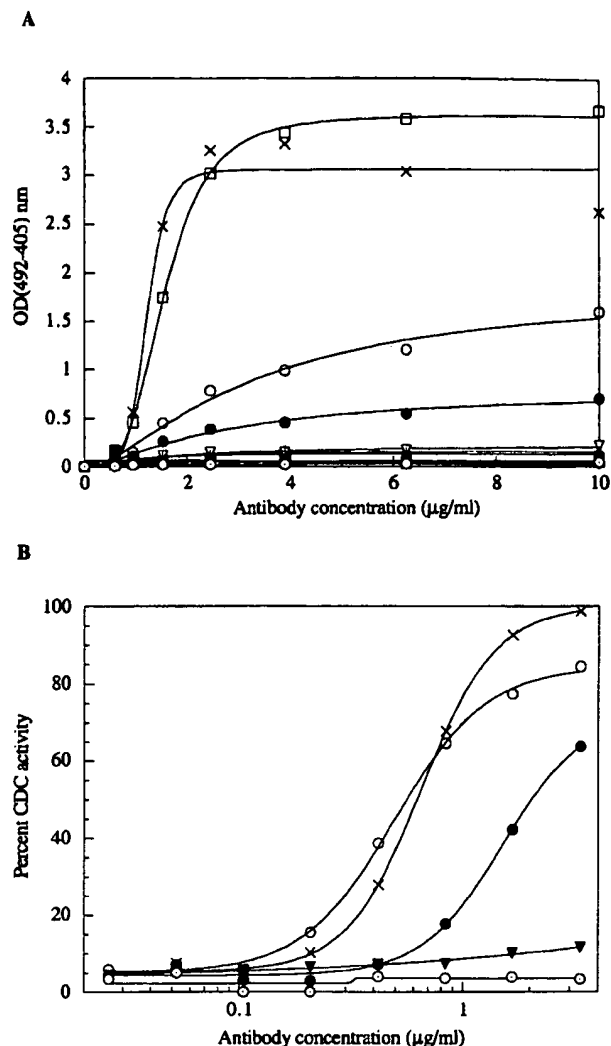 A
4
3.5
3
2.5
2
1.5
1
0.5
0
0 2 4 6 8 10
OD(492-405) nm
Antibody concentration (µg/ml)
B
100
80
60
40
20
0
0.1 1
Percent CDC activity
Antibody concentration (µg/ml)